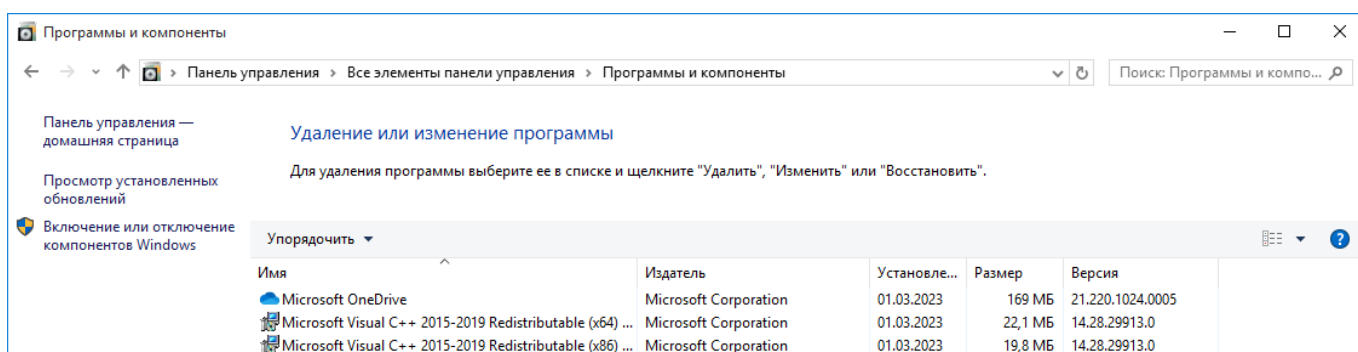 Программы и компоненты
Панель управления › Все элементы панели управления › Программы и компоненты
Поиск: Программы и компо...
Панель управления —
домашняя страница
Просмотр установленных
обновлений
Включение или отключение
компонентов Windows
Удаление или изменение программы
Для удаления программы выберите ее в списке и щелкните "Удалить", "Изменить" или "Восстановить".
Упорядочить
Имя Издатель Установле... Размер Версия
Microsoft OneDrive Microsoft Corporation 01.03.2023 169 МБ 21.220.1024.0005
Microsoft Visual C++ 2015-2019 Redistributable (x64) ... Microsoft Corporation 01.03.2023 22,1 МБ 14.28.29913.0
Microsoft Visual C++ 2015-2019 Redistributable (x86) ... Microsoft Corporation 01.03.2023 19,8 МБ 14.28.29913.0